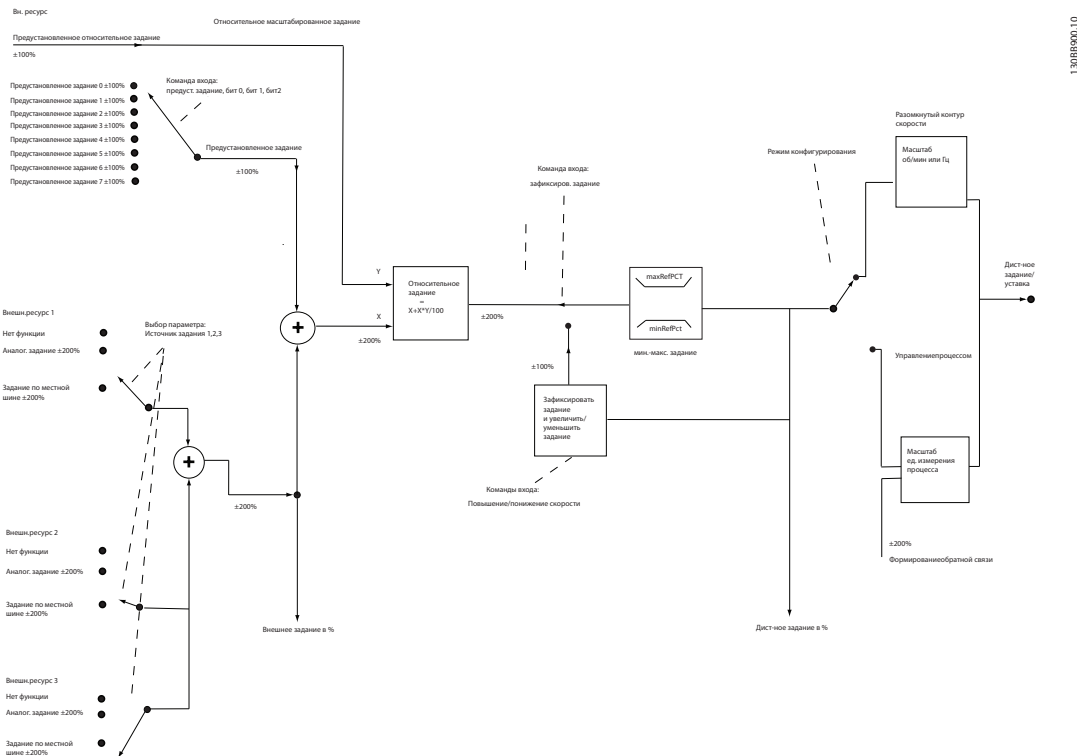 Вн. ресурс
Относительное масштабированное задание
130BB900.10
Предустановленное относительное задание
±100%
Предустановленное задание 0 ±100%
Предустановленное задание 1 ±100%
Предустановленное задание 2 ±100%
Предустановленное задание 3 ±100%
Предустановленное задание 4 ±100%
Предустановленное задание 5 ±100%
Предустановленное задание 6 ±100%
Предустановленное задание 7 ±100%
Команда входа:
предуст. задание, бит 0, бит 1, бит2
Предустановленное задание
±100%
Команда входа:
зафиксиров. задание
Режим конфигурирования
Разомкнутый контур
скорости
Масштаб
об/мин или Гц
Y
X
±200%
Относительное
задание
=
X+X*Y/100
±200%
maxRefPCT
minRefPct
мин.-макс. задание
Дист-ное
задание/
уставка
Внешн.ресурс 1
Нет функции
Аналог. задание ±200%
Задание по местной
шине ±200%
Выбор параметра:
Источник задания 1,2,3
+
+
±200%
±100%
Зафиксировать
задание
и увеличить/
уменьшить
задание
Команды входа:
Повышение/понижение скорости
Управлениепроцессом
Масштаб
ед. измерения
процесса
±200%
Формированиеобратной связи
Внешн.ресурс 2
Нет функции
Аналог. задание ±200%
Задание по местной
шине ±200%
Внешнее задание в %
Дист-ное задание в %
Внешн.ресурс 3
Нет функции
Аналог. задание ±200%
Задание по местной
шине ±200%